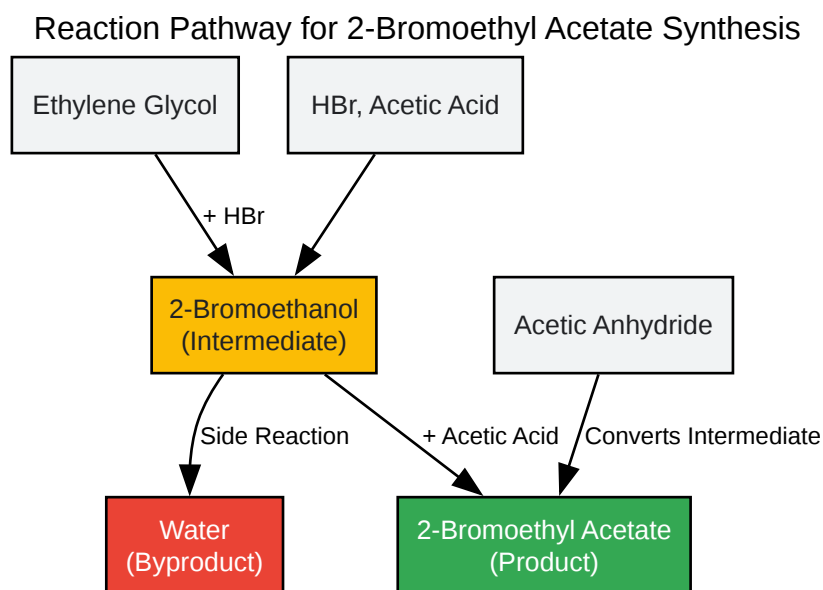 Reaction Pathway for 2-Bromoethyl Acetate Synthesis
Ethylene Glycol
HBr, Acetic Acid
+ HBr
2-Bromoethanol
(Intermediate)
Acetic Anhydride
Side Reaction
+ Acetic Acid
Converts Intermediate
Water
(Byproduct)
2-Bromoethyl Acetate
(Product)